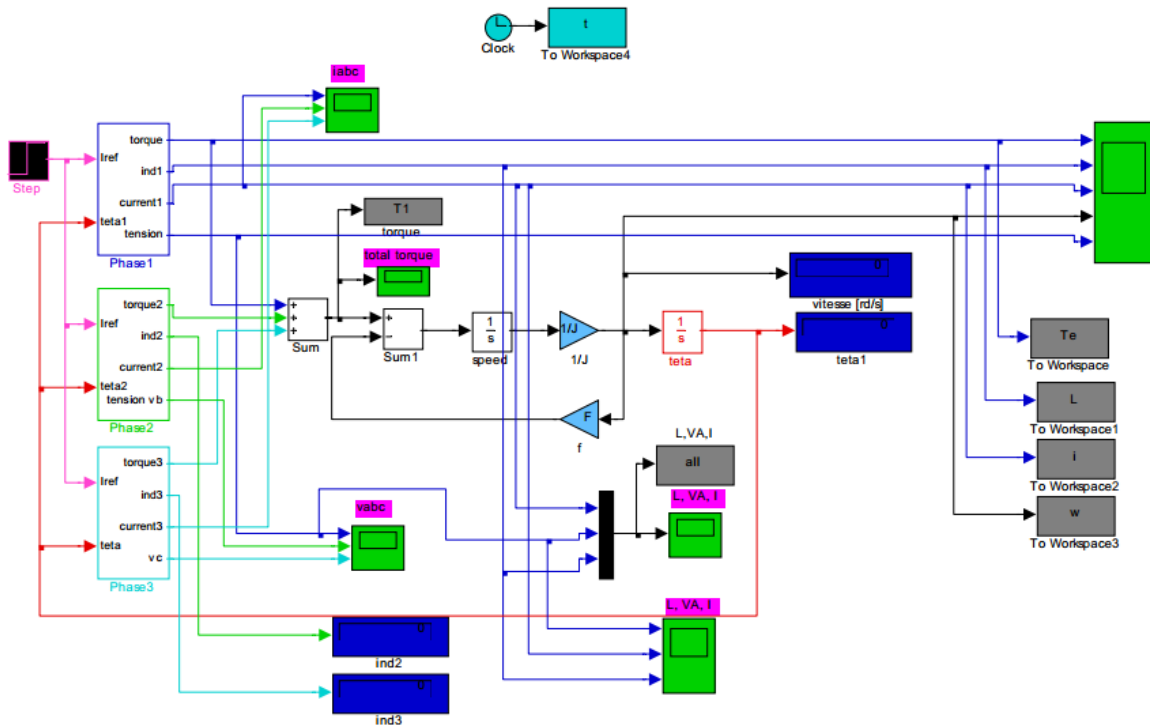 t
Clock
To Workspace4
iabc
torque
Iref
ind1
Step
current1
teta1
tension
Phase1
T1
torque
total torque
0
vitesse [rd/s]
torque2
Iref
ind2
current2
teta2
tension vb
Phase2
+
+
+
Sum
+
−
Sum1
1
s
speed
1/J
1/J
1
s
teta
0
teta1
Te
To Workspace
F
f
L
To Workspace1
torque3
Iref
ind3
current3
teta
vc
Phase3
vabc
L,VA,I
all
L, VA, I
i
To Workspace2
w
To Workspace3
L, VA, I
0
ind2
0
ind3